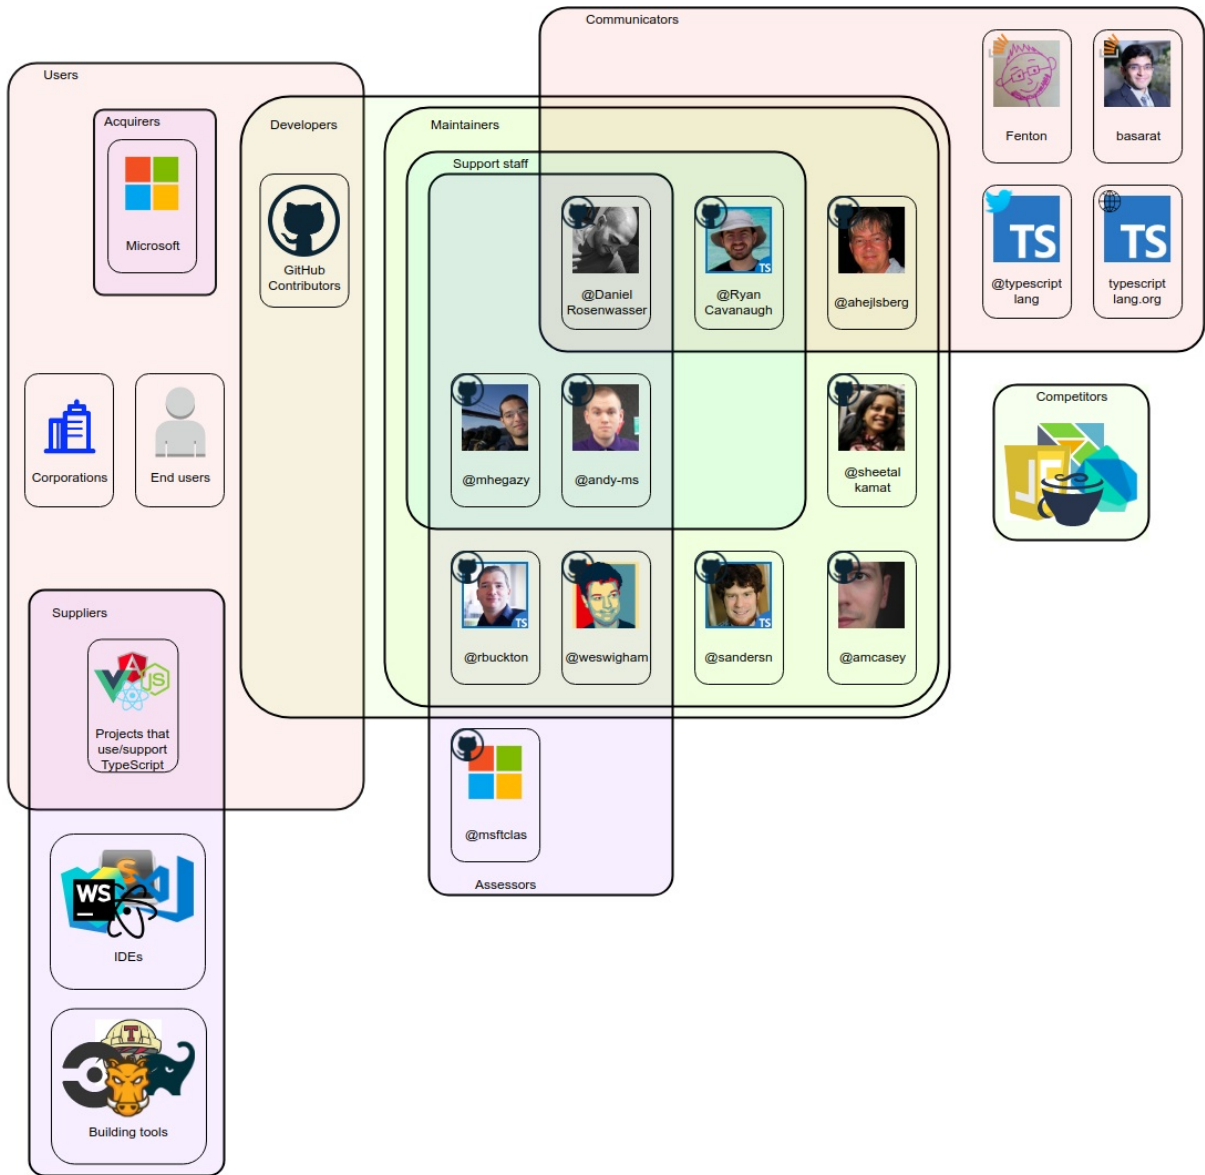 Communicators
Fenton
basarat
Users
Acquirers
Microsoft
Developers
GitHub
Contributors
Maintainers
Support staff
@Daniel
Rosenwasser
@Ryan
Cavanaugh
TS
@ahejlsberg
TS
@typescript
lang
TS
typescript
lang.org
Corporations
End users
@mhegazy
@andy-ms
@sheetal
kamat
Competitors
JS
Suppliers
A
JS
Projects that
use/support
TypeScript
TS
@rbuckton
@weswigham
TS
@sandersn
@amcasey
@msftclas
Assessors
S
WS
IDEs
T
Building tools